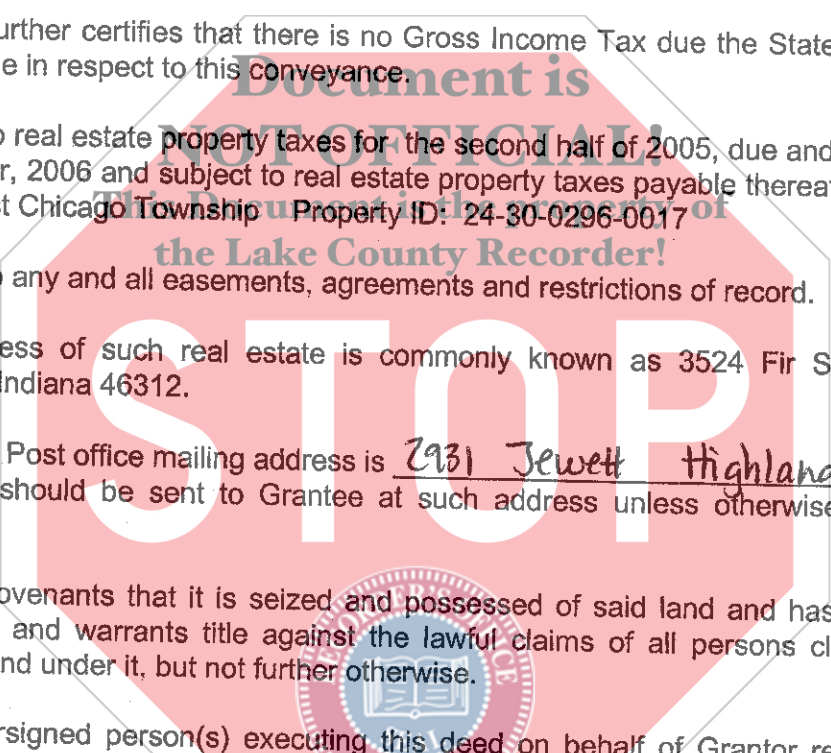 urther certifies that there is no Gross Income Tax due the State
e in respect to this conveyance.
Document is
NOT OFFICIAL!
This Document is the property of
the Lake County Recorder!
o real estate property taxes for the second half of 2005, due and
r, 2006 and subject to real estate property taxes payable thereat
t Chicago Township Property ID: 24-30-0296-0017
o any and all easements, agreements and restrictions of record.
STOP
ess of such real estate is commonly known as 3524 Fir S
Indiana 46312.
Post office mailing address is 2931 Jewett Highland
should be sent to Grantee at such address unless otherwise
ovenants that it is seized and possessed of said land and has
and warrants title against the lawful claims of all persons cl
nd under it, but not further otherwise.
rsigned person(s) executing this deed on behalf of Grantor re